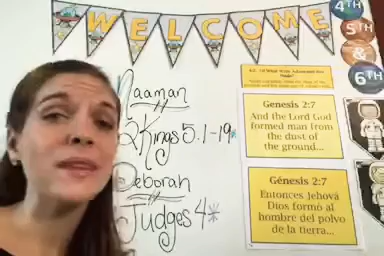 WELCOME
4TH
5TH
&
6TH
Naaman
2Kings 5:1-19
Deborah
Judges 4
Genesis 2:7
And the Lord God
formed man from
the dust of
the ground...
Génesis 2:7
Entonces Jehová
Dios formó al
hombre del polvo
de la tierra...